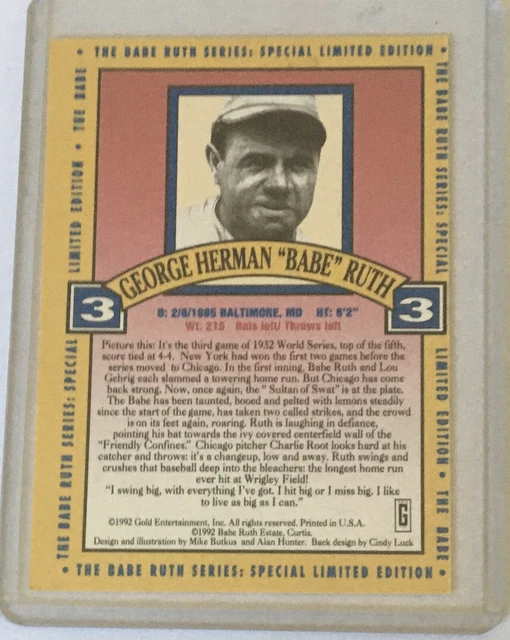 • THE BABE RUTH SERIES: SPECIAL LIMITED EDITION •
THE BABE RUTH SERIES: SPECIAL LIMITED EDITION • THE BABE
THE BABE RUTH SERIES: SPECIAL LIMITED EDITION • THE BABE
GEORGE HERMAN "BABE" RUTH
3
3
B: 2/6/1895 BALTIMORE, MD HT: 6'2"
Wt: 215 Bats left/ Throws left
Picture this: It's the third game of 1932 World Series, top of the fifth,
score tied at 4-4. New York had won the first two games before the
series moved to Chicago. In the first inning, Babe Ruth and Lou
Gehrig each slammed a towering home run. But Chicago has come
back strong. Now, once again, the " Sultan of Swat" is at the plate.
The Babe has been taunted, booed and pelted with lemons steadily
since the start of the game, has taken two called strikes, and the crowd
is on its feet again, roaring. Ruth is laughing in defiance,
pointing his bat towards the ivy covered centerfield wall of the
"Friendly Confines." Chicago pitcher Charlie Root looks hard at his
catcher and throws: it's a changeup, low and away. Ruth swings and
crushes that baseball deep into the bleachers: the longest home run
ever hit at Wrigley Field!
"I swing big, with everything I've got. I hit big or I miss big. I like
to live as big as I can."
©1992 Gold Entertainment, Inc. All rights reserved. Printed in U.S.A.
©1992 Babe Ruth Estate, Curtis.
Design and illustration by Mike Butkus and Alan Hunter. Back design by Cindy Luck
G
• THE BABE RUTH SERIES: SPECIAL LIMITED EDITION •